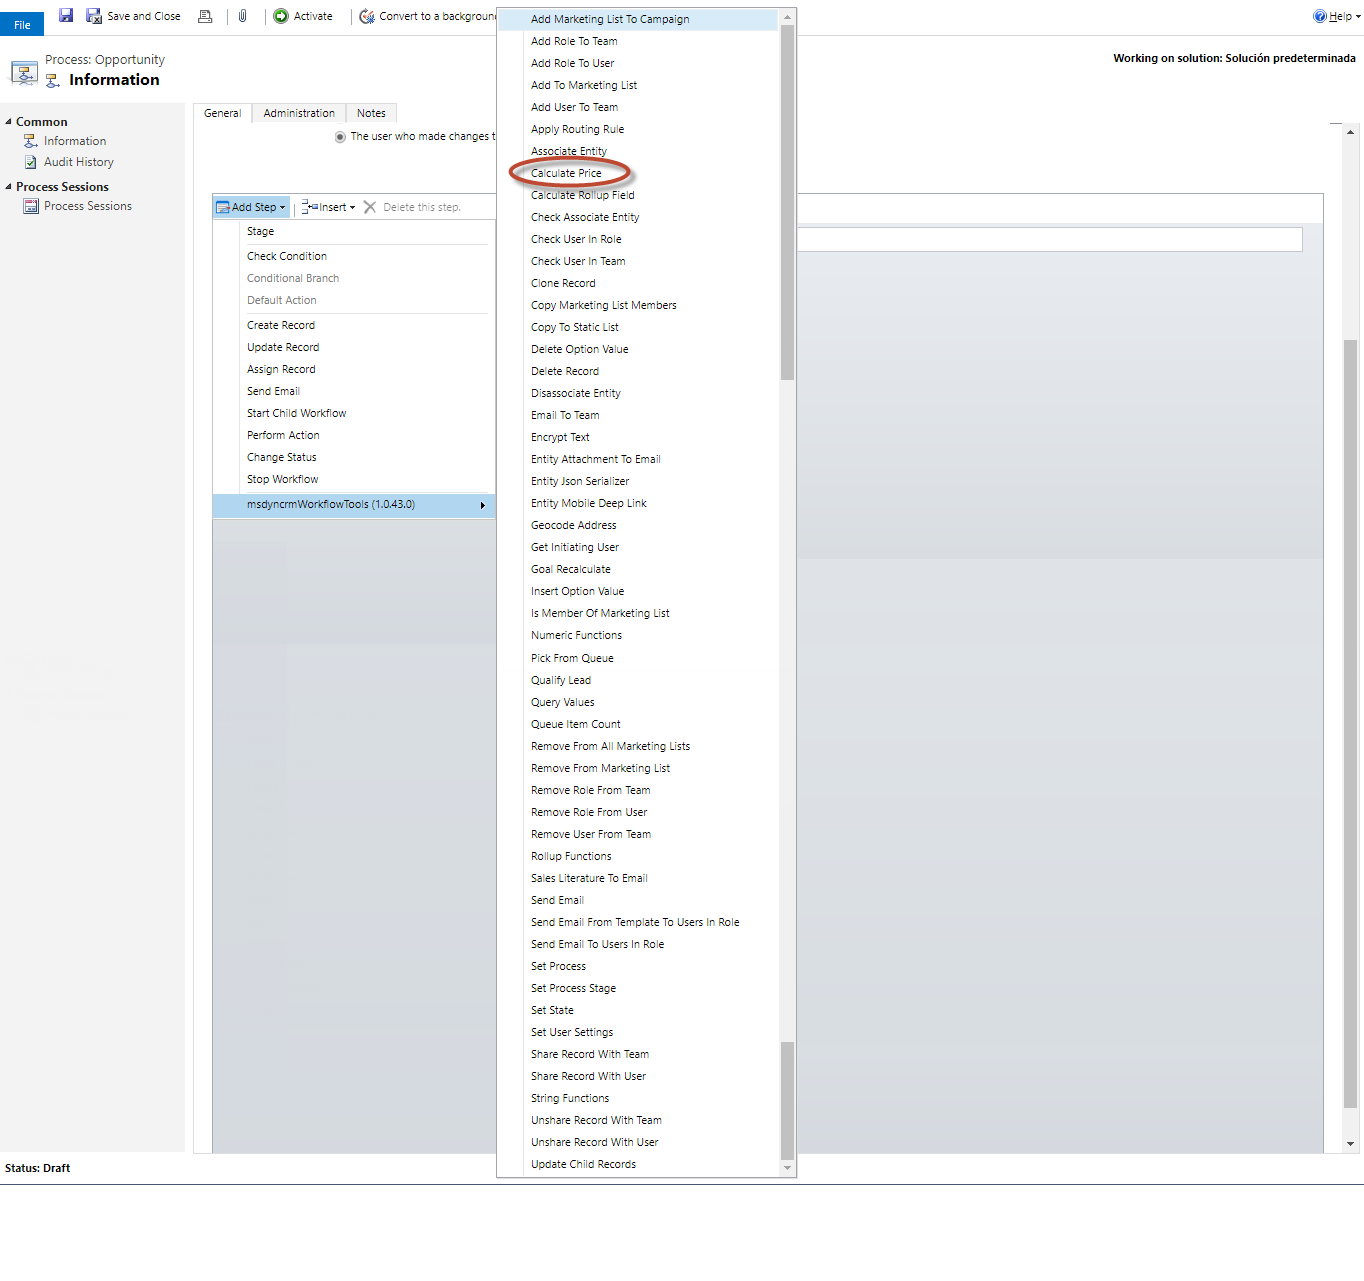 File
Save and Close
Activate
Convert to a background
Help
Process: Opportunity
Information
Working on solution: Solución predeterminada
Common
Information
Audit History
Process Sessions
Process Sessions
General
Administration
Notes
The user who made changes t
Add Step
Insert
Delete this step.
Stage
Check Condition
Conditional Branch
Default Action
Create Record
Update Record
Assign Record
Send Email
Start Child Workflow
Perform Action
Change Status
Stop Workflow
msdyncrmWorkflowTools (1.0.43.0)
Add Marketing List To Campaign
Add Role To Team
Add Role To User
Add To Marketing List
Add User To Team
Apply Routing Rule
Associate Entity
Calculate Price
Calculate Rollup Field
Check Associate Entity
Check User In Role
Check User In Team
Clone Record
Copy Marketing List Members
Copy To Static List
Delete Option Value
Delete Record
Disassociate Entity
Email To Team
Encrypt Text
Entity Attachment To Email
Entity Json Serializer
Entity Mobile Deep Link
Geocode Address
Get Initiating User
Goal Recalculate
Insert Option Value
Is Member Of Marketing List
Numeric Functions
Pick From Queue
Qualify Lead
Query Values
Queue Item Count
Remove From All Marketing Lists
Remove From Marketing List
Remove Role From Team
Remove Role From User
Remove User From Team
Rollup Functions
Sales Literature To Email
Send Email
Send Email From Template To Users In Role
Send Email To Users In Role
Set Process
Set Process Stage
Set State
Set User Settings
Share Record With Team
Share Record With User
String Functions
Unshare Record With Team
Unshare Record With User
Update Child Records
Status: Draft